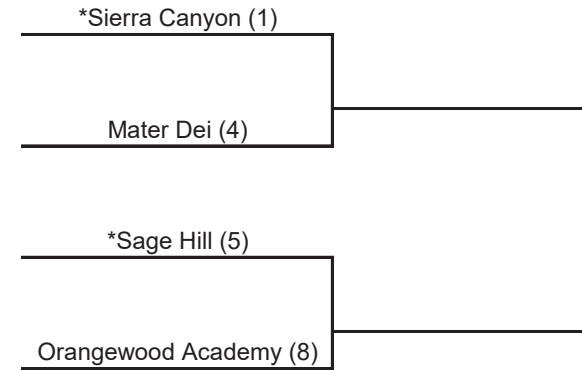 *Sierra Canyon (1)
Mater Dei (4)
*Sage Hill (5)
Orangewood Academy (8)